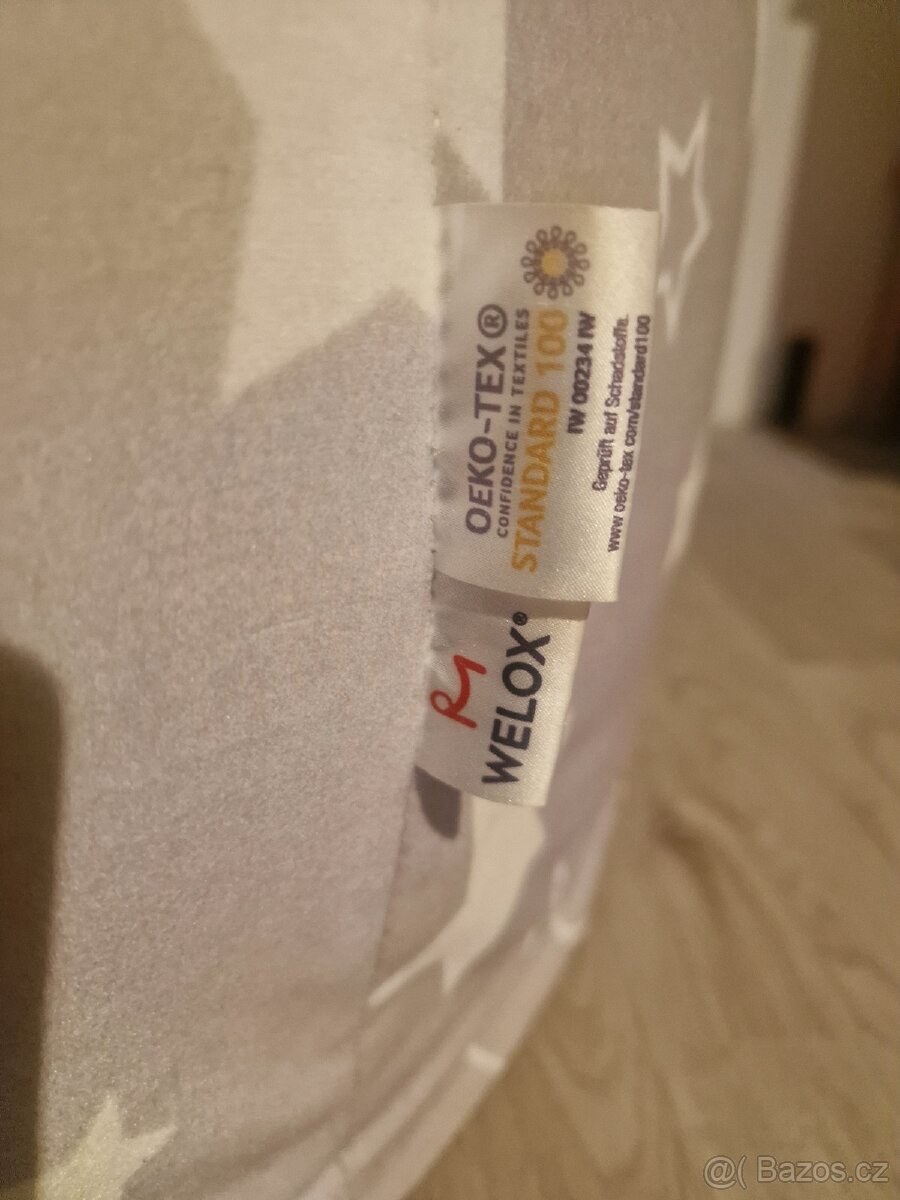 OEKO-TEX®
CONFIDENCE IN TEXTILES
STANDARD 100
IW 00234 IW
Geprüft auf Schadstoffe.
www.oeko-tex.com/standard100
WELOX®
@( Bazos.cz